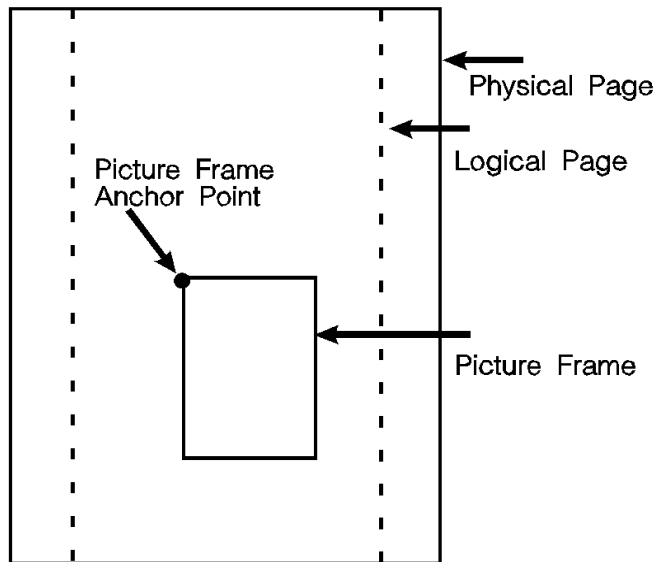 Physical Page
Logical Page
Picture Frame
Anchor Point
Picture Frame